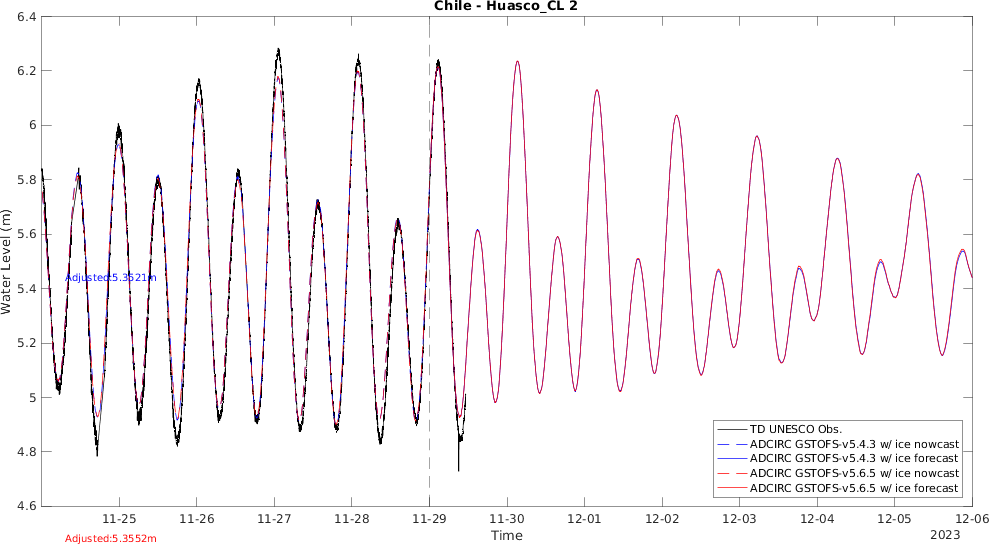 Chile - Huasco_CL 2
6.4
6.2
6
5.8
5.6
5.4
5.2
5
4.8
4.6
Water Level (m)
Adjusted:5.3521m
TD UNESCO Obs.
ADCIRC GSTOFS-v5.4.3 w/ ice nowcast
ADCIRC GSTOFS-v5.4.3 w/ ice forecast
ADCIRC GSTOFS-v5.6.5 w/ ice nowcast
ADCIRC GSTOFS-v5.6.5 w/ ice forecast
11-25 11-26 11-27 11-28 11-29 11-30 12-01 12-02 12-03 12-04 12-05 12-06
Time
2023
Adjusted:5.3552m